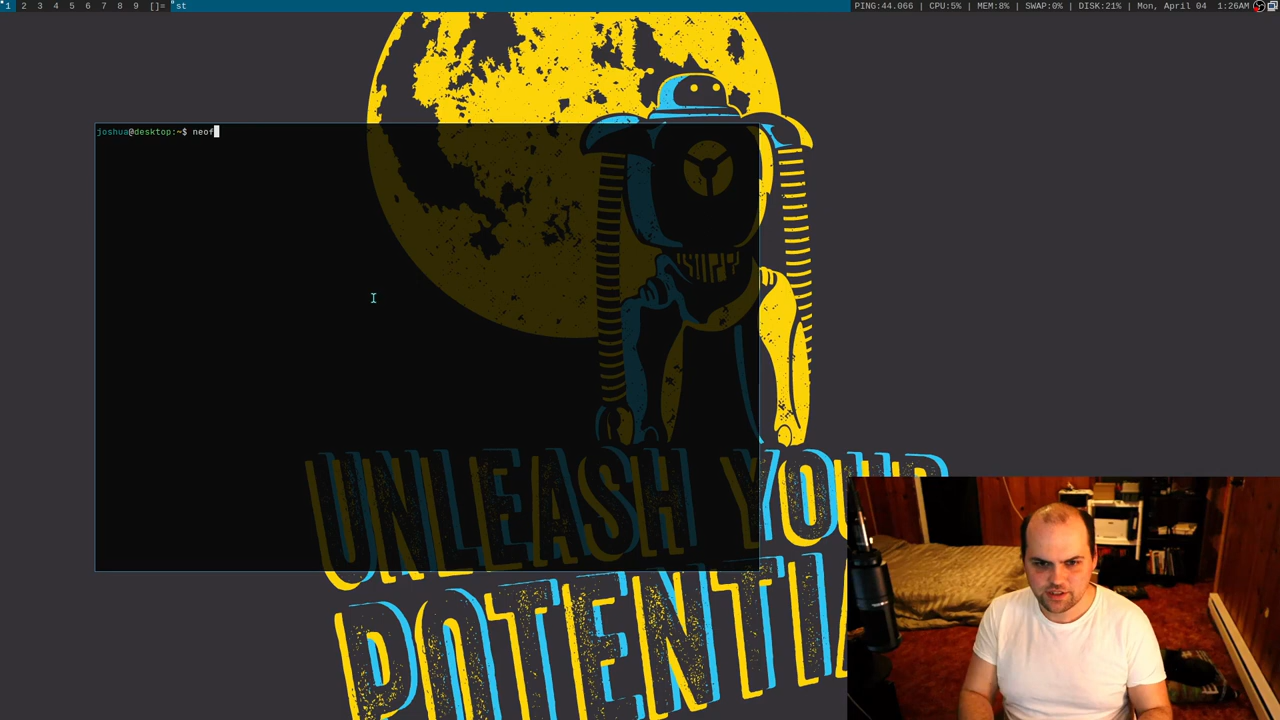 1 2 3 4 5 6 7 8 9 []= st PING:44.066 | CPU:5% | MEM:8% | SWAP:0% | DISK:21% | Mon, April 04 1:26AM
joshua@desktop:~$ neof
UNLEASH YOUR
POTENTIA